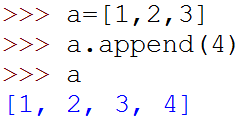 >>> a=[1,2,3]
>>> a.append(4)
>>> a
[1, 2, 3, 4]